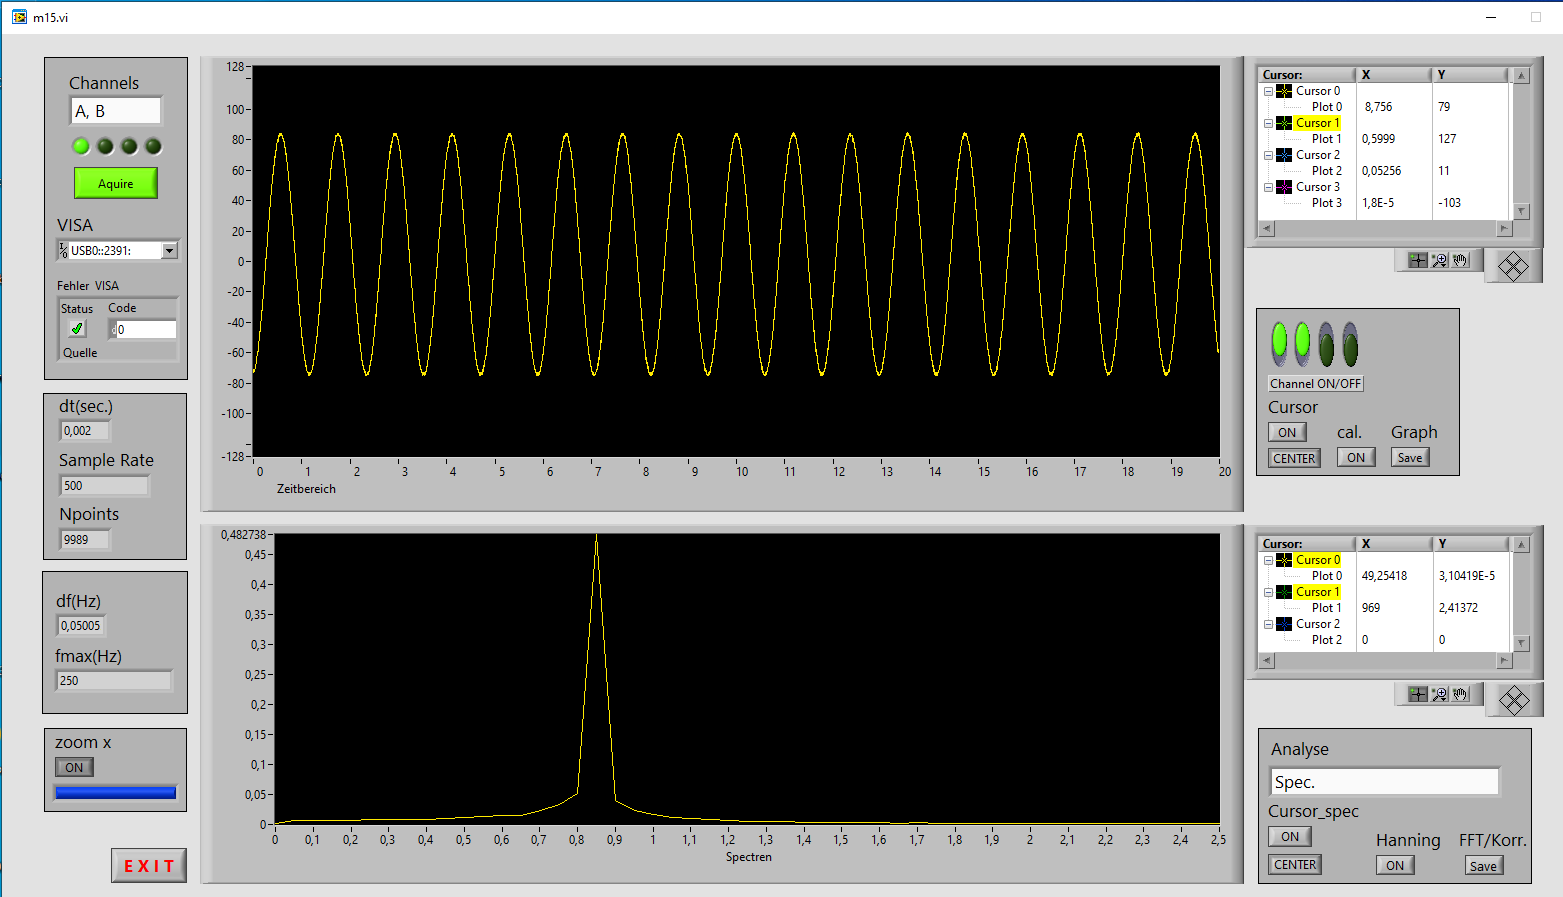 m15.vi
Channels
A, B
Aquire
VISA
USB0::2391:
Fehler VISA
Status Code
0
Quelle
dt(sec.)
0,002
Sample Rate
500
Npoints
9989
df(Hz)
0,05005
fmax(Hz)
250
zoom x
ON
EXIT
128
100
80
60
40
20
0
-20
-40
-60
-80
-100
-128
0 1 2 3 4 5 6 7 8 9 10 11 12 13 14 15 16 17 18 19 20
Zeitbereich
0,482738
0,45
0,4
0,35
0,3
0,25
0,2
0,15
0,1
0,05
0
0 0,1 0,2 0,3 0,4 0,5 0,6 0,7 0,8 0,9 1 1,1 1,2 1,3 1,4 1,5 1,6 1,7 1,8 1,9 2 2,1 2,2 2,3 2,4 2,5
Spectren
Cursor: X Y
Cursor 0
Plot 0 8,756 79
Cursor 1
Plot 1 0,5999 127
Cursor 2
Plot 2 0,05256 11
Cursor 3
Plot 3 1,8E-5 -103
Channel ON/OFF
Cursor
ON cal. Graph
CENTER ON Save
Cursor: X Y
Cursor 0
Plot 0 49,25418 3,10419E-5
Cursor 1
Plot 1 969 2,41372
Cursor 2
Plot 2 0 0
Analyse
Spec.
Cursor_spec
ON Hanning FFT/Korr.
CENTER ON Save